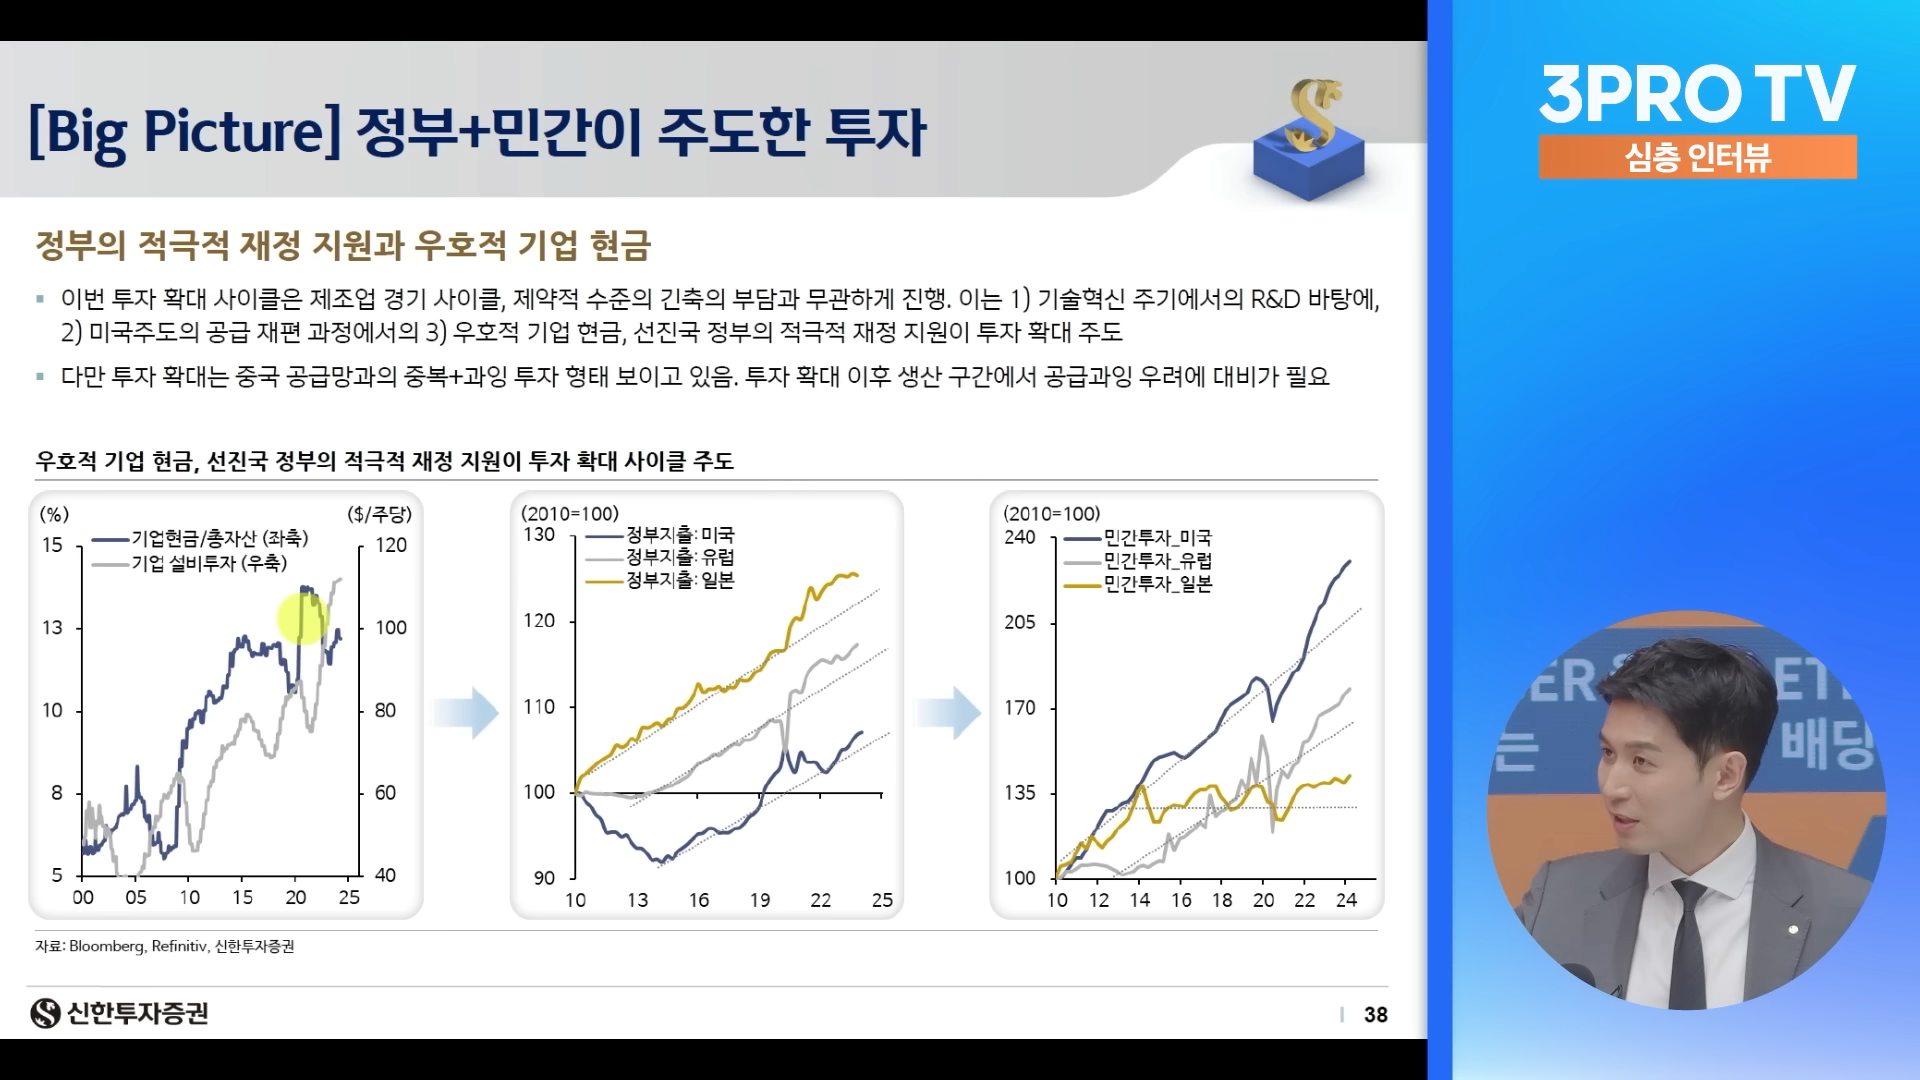 [Big Picture] 정부+민간이 주도한 투자
3PRO TV
심층 인터뷰
정부의 적극적 재정 지원과 우호적 기업 현금
▪ 이번 투자 확대 사이클은 제조업 경기 사이클, 제약적 수준의 긴축의 부담과 무관하게 진행. 이는 1) 기술혁신 주기에서의 R&D 바탕에,
2) 미국주도의 공급 재편 과정에서의 3) 우호적 기업 현금, 선진국 정부의 적극적 재정 지원이 투자 확대 주도
▪ 다만 투자 확대는 중국 공급망과의 중복+과잉 투자 형태 보이고 있음. 투자 확대 이후 생산 구간에서 공급과잉 우려에 대비가 필요
우호적 기업 현금, 선진국 정부의 적극적 재정 지원이 투자 확대 사이클 주도
(%)
($/주당)
기업현금/총자산 (좌축)
기업 설비투자 (우축)
15
13
10
8
5
120
100
80
60
40
00 05 10 15 20 25
(2010=100)
정부지출: 미국
정부지출: 유럽
정부지출: 일본
130
120
110
100
90
10 13 16 19 22 25
(2010=100)
민간투자_미국
민간투자_유럽
민간투자_일본
240
205
170
135
100
10 12 14 16 18 20 22 24
자료: Bloomberg, Refinitiv, 신한투자증권
신한투자증권
38
ER
ET
는
배당